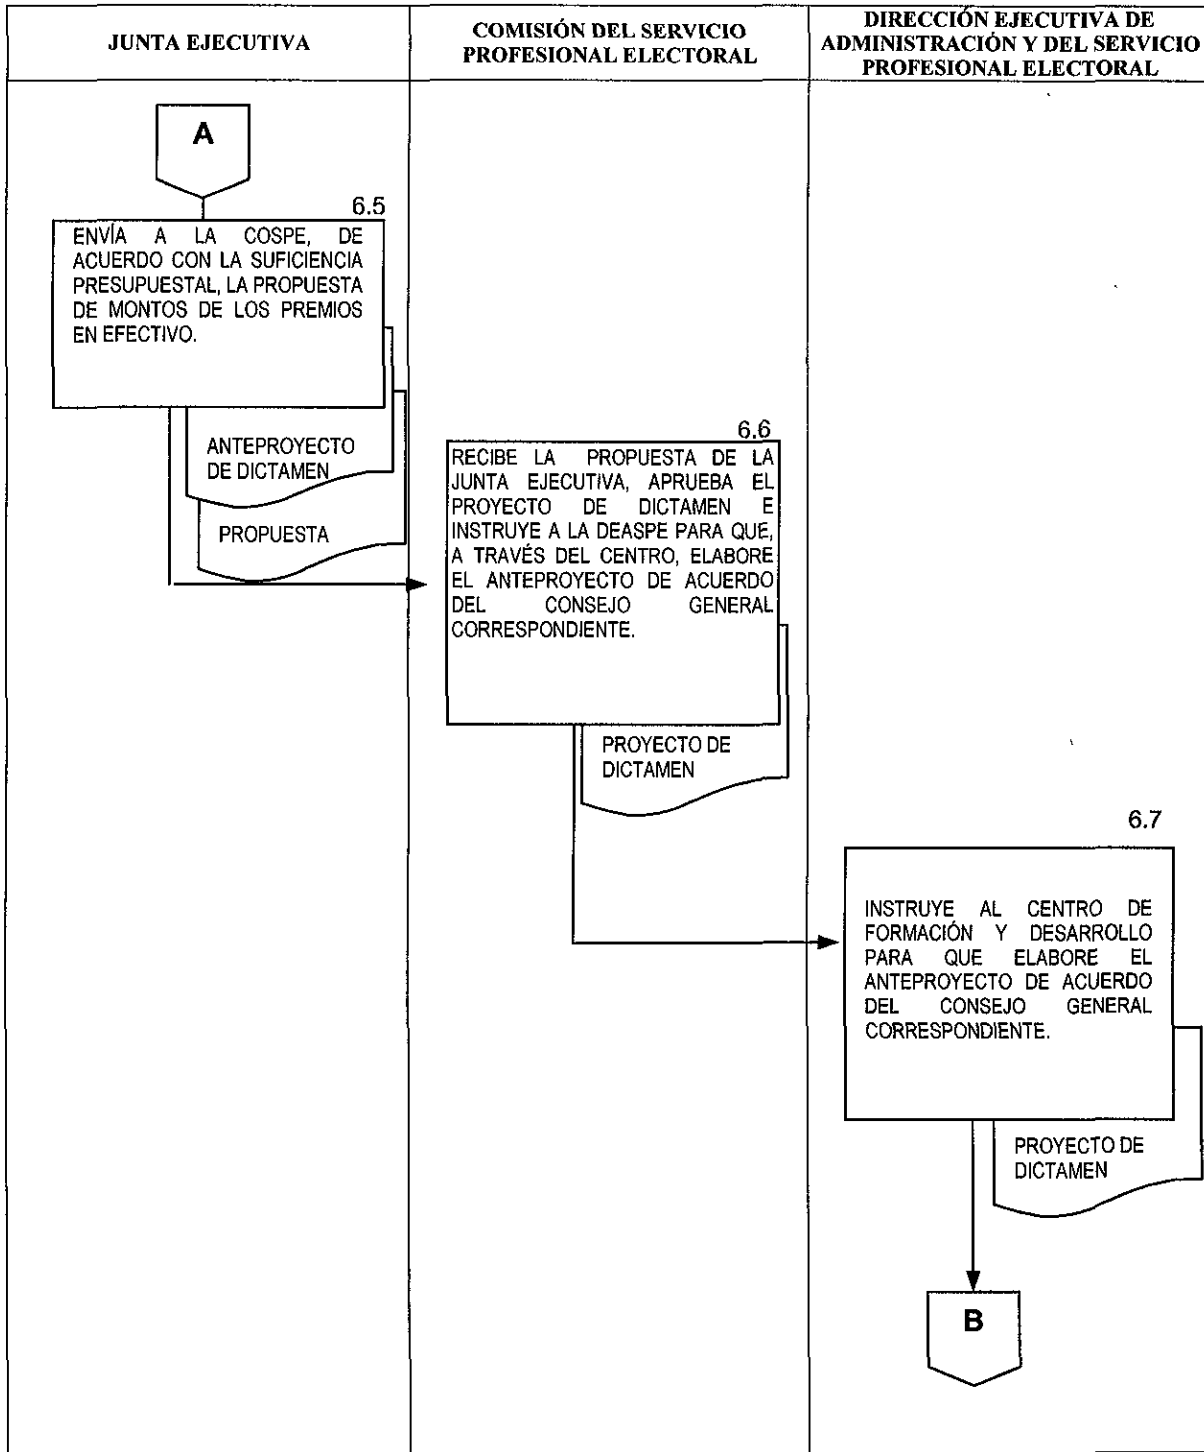 JUNTA EJECUTIVA
COMISIÓN DEL SERVICIO
PROFESIONAL ELECTORAL
DIRECCIÓN EJECUTIVA DE
ADMINISTRACIÓN Y DEL SERVICIO
PROFESIONAL ELECTORAL
A
6.5
ENVÍA A LA COSPE, DE
ACUERDO CON LA SUFICIENCIA
PRESUPUESTAL, LA PROPUESTA
DE MONTOS DE LOS PREMIOS
EN EFECTIVO.
ANTEPROYECTO
DE DICTAMEN
PROPUESTA
6.6
RECIBE LA PROPUESTA DE LA
JUNTA EJECUTIVA, APRUEBA EL
PROYECTO DE DICTAMEN E
INSTRUYE A LA DEASPE PARA QUE,
A TRAVÉS DEL CENTRO, ELABORE
EL ANTEPROYECTO DE ACUERDO
DEL CONSEJO GENERAL
CORRESPONDIENTE.
PROYECTO DE
DICTAMEN
6.7
INSTRUYE AL CENTRO DE
FORMACIÓN Y DESARROLLO
PARA QUE ELABORE EL
ANTEPROYECTO DE ACUERDO
DEL CONSEJO GENERAL
CORRESPONDIENTE.
PROYECTO DE
DICTAMEN
B